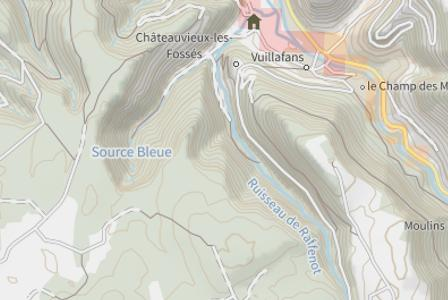 Châteauvieux-les-
Fossés
Vuillafans
le Champ des M
Source Bleue
Ruisseau de Raffenot
Moulins